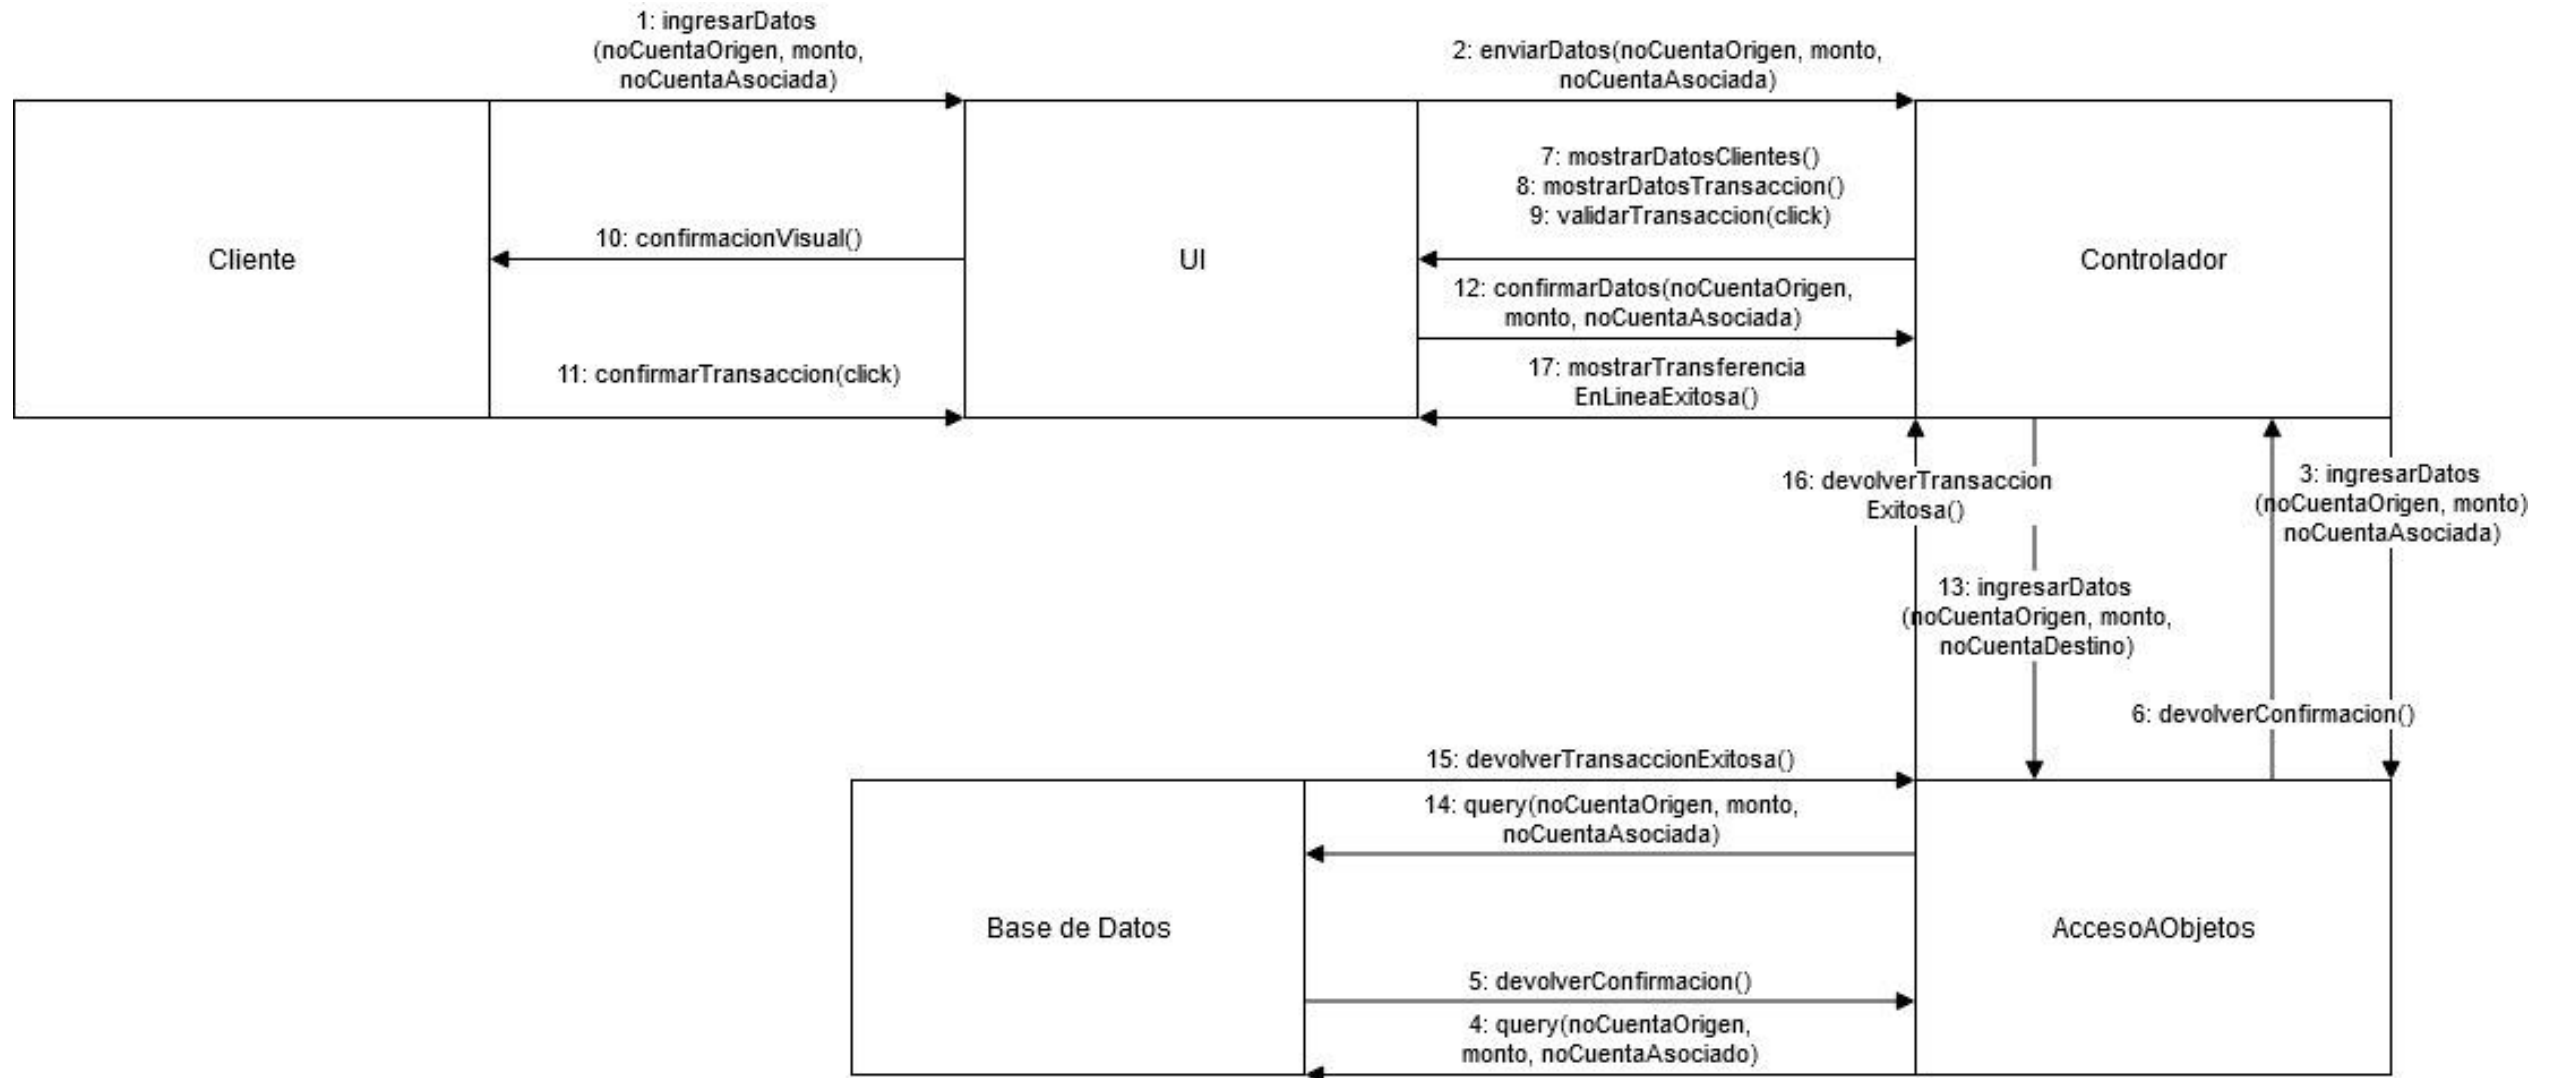 1: ingresarDatos
(noCuentaOrigen, monto,
noCuentaAsociada)
2: enviarDatos(noCuentaOrigen, monto,
noCuentaAsociada)
7: mostrarDatosClientes()
8: mostrarDatosTransaccion()
9: validarTransaccion(click)
10: confirmacionVisual()
Cliente
UI
Controlador
12: confirmarDatos(noCuentaOrigen,
monto, noCuentaAsociada)
11: confirmarTransaccion(click)
17: mostrarTransferencia
EnLineaExitosa()
16: devolverTransaccion
Exitosa()
3: ingresarDatos
(noCuentaOrigen, monto)
noCuentaAsociada)
13: ingresarDatos
(noCuentaOrigen, monto,
noCuentaDestino)
6: devolverConfirmacion()
15: devolverTransaccionExitosa()
14: query(noCuentaOrigen, monto,
noCuentaAsociada)
Base de Datos
AccesoAObjetos
5: devolverConfirmacion()
4: query(noCuentaOrigen,
monto, noCuentaAsociado)